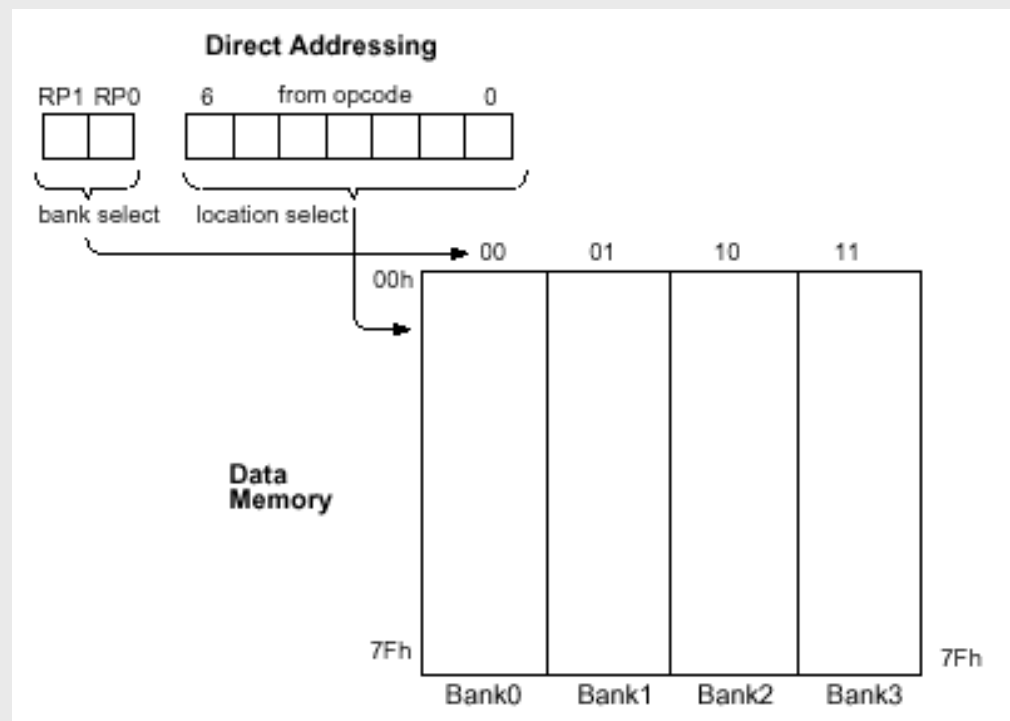 Direct Addressing
RP1 RP0 6 from opcode 0
bank select location select
00 01 10 11
00h
Data
Memory
7Fh 7Fh
Bank0 Bank1 Bank2 Bank3